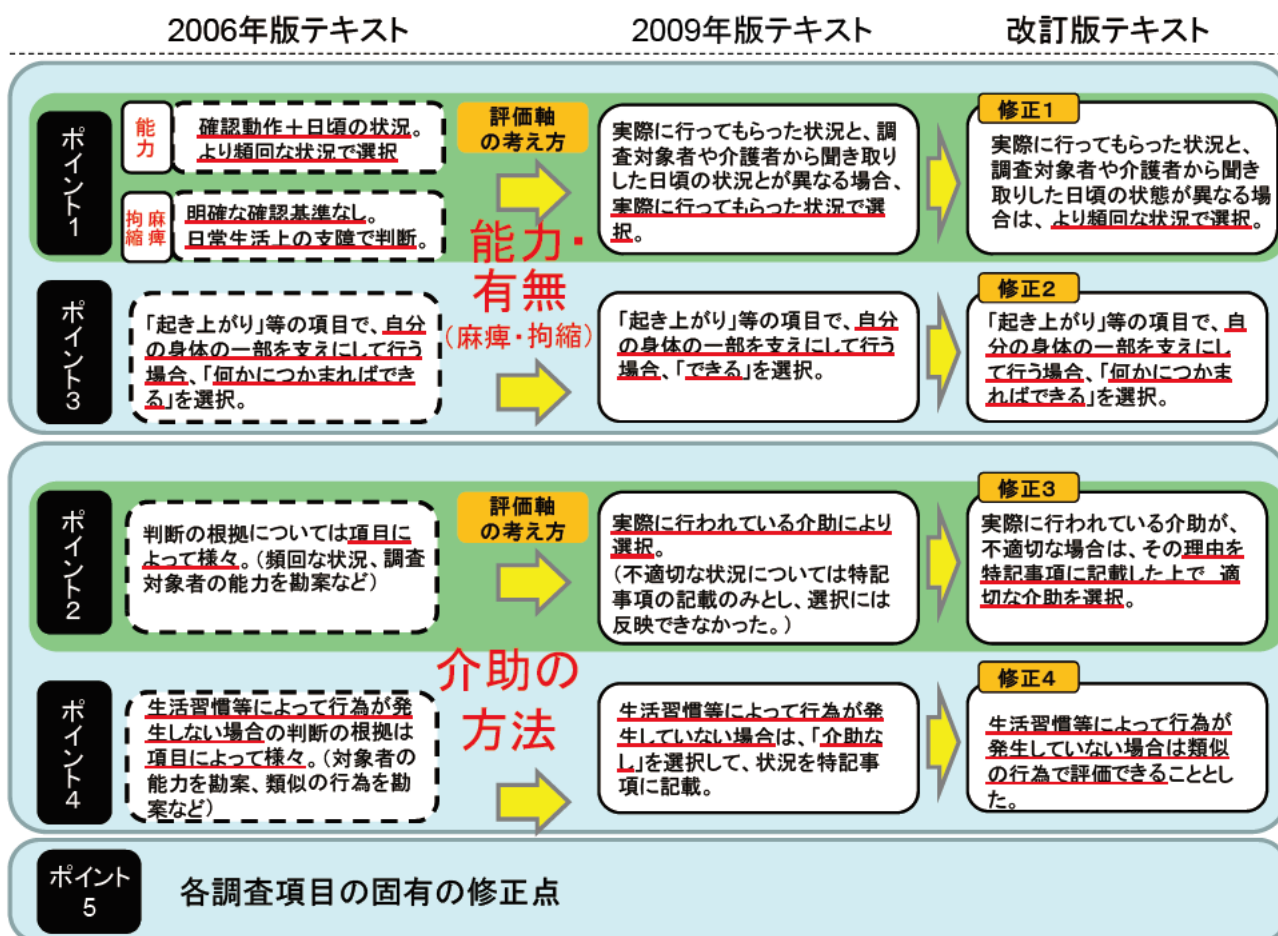 2006年版テキスト
2009年版テキスト
改訂版テキスト
ポイント1
能力
確認動作+日頃の状況。
より頻回な状況で選択
麻痺
拘縮
明確な確認基準なし。
日常生活上の支障で判断。
評価軸
の考え方
実際に行ってもらった状況と、調
査対象者や介護者から聞き取り
した日頃の状況とが異なる場合、
実際に行ってもらった状況で選
択。
修正1
実際に行ってもらった状況と、
調査対象者や介護者から聞き
取りした日頃の状態が異なる場
合は、より頻回な状況で選択。
能力・
有無
(麻痺・拘縮)
ポイント3
「起き上がり」等の項目で、自分
の身体の一部を支えにして行う
場合、「何かにつかまればでき
る」を選択。
「起き上がり」等の項目で、自分
の身体の一部を支えにして行う
場合、「できる」を選択。
修正2
「起き上がり」等の項目で、自
分の身体の一部を支えにし
て行う場合、「何かにつかま
ればできる」を選択。
ポイント2
判断の根拠については項目に
よって様々。(頻回な状況、調査
対象者の能力を勘案など)
評価軸
の考え方
実際に行われている介助により
選択。
(不適切な状況については特記
事項の記載のみとし、選択には
反映できなかった。)
修正3
実際に行われている介助が、
不適切な場合は、その理由を
特記事項に記載した上で 適
切な介助を選択。
介助の
方法
ポイント4
生活習慣等によって行為が発
生しない場合の判断の根拠は
項目によって様々。(対象者の
能力を勘案、類似の行為を勘
案など)
生活習慣等によって行為が発
生していない場合は、「介助な
し」を選択して、状況を特記事
項に記載。
修正4
生活習慣等によって行為が
発生していない場合は類似
の行為で評価できることとし
た。
ポイント
5
各調査項目の固有の修正点